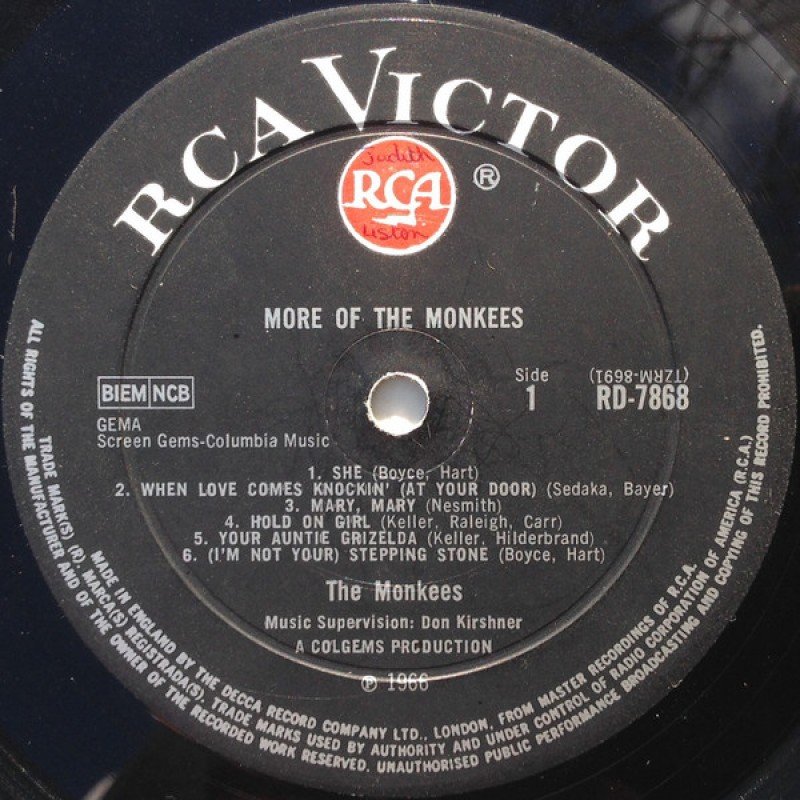 RCA VICTOR
Judith
RCA
Liston
®
MORE OF THE MONKEES
BIEM NCB
GEMA
Screen Gems-Columbia Music
Side
1
(TZRM-8691)
RD-7868
1. SHE (Boyce, Hart)
2. WHEN LOVE COMES KNOCKIN' (AT YOUR DOOR) (Sedaka, Bayer)
3. MARY, MARY (Nesmith)
4. HOLD ON GIRL (Keller, Raleigh, Carr)
5. YOUR AUNTIE GRIZELDA (Keller, Hilderbrand)
6. (I'M NOT YOUR) STEPPING STONE (Boyce, Hart)
The Monkees
Music Supervision: Don Kirshner
A COLGEMS PRODUCTION
℗ 1966
TRADE MARK(S) (R). MARCA(S) REGISTRADA(S). TRADE MARKS USED BY AUTHORITY AND UNDER CONTROL OF RADIO CORPORATION OF AMERICA (R.C.A.)
MADE IN ENGLAND BY THE DECCA RECORD COMPANY LTD., LONDON, FROM MASTER RECORDINGS OF R.C.A.
ALL RIGHTS OF THE MANUFACTURER AND OF THE OWNER OF THE RECORDED WORK RESERVED. UNAUTHORISED PUBLIC PERFORMANCE BROADCASTING AND COPYING OF THIS RECORD PROHIBITED.